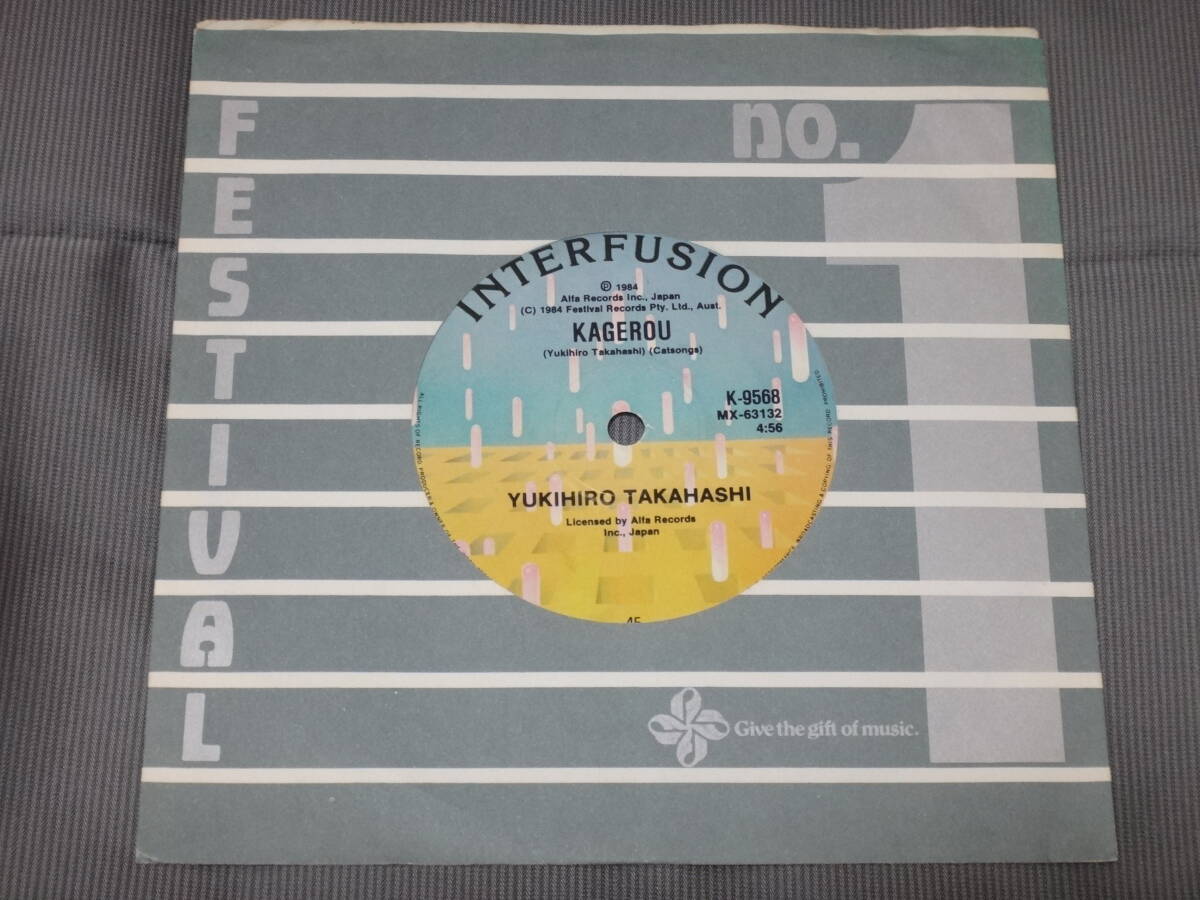 FESTIVAL
no. 1
INTERFUSION
Ⓟ 1984
Alfa Records Inc., Japan
(C) 1984 Festival Records Pty. Ltd., Aust.
KAGEROU
(Yukihiro Takahashi) (Catsongs)
K-9568
MX-63132
4:56
YUKIHIRO TAKAHASHI
Licensed by Alfa Records
Inc., Japan
Give the gift of music.